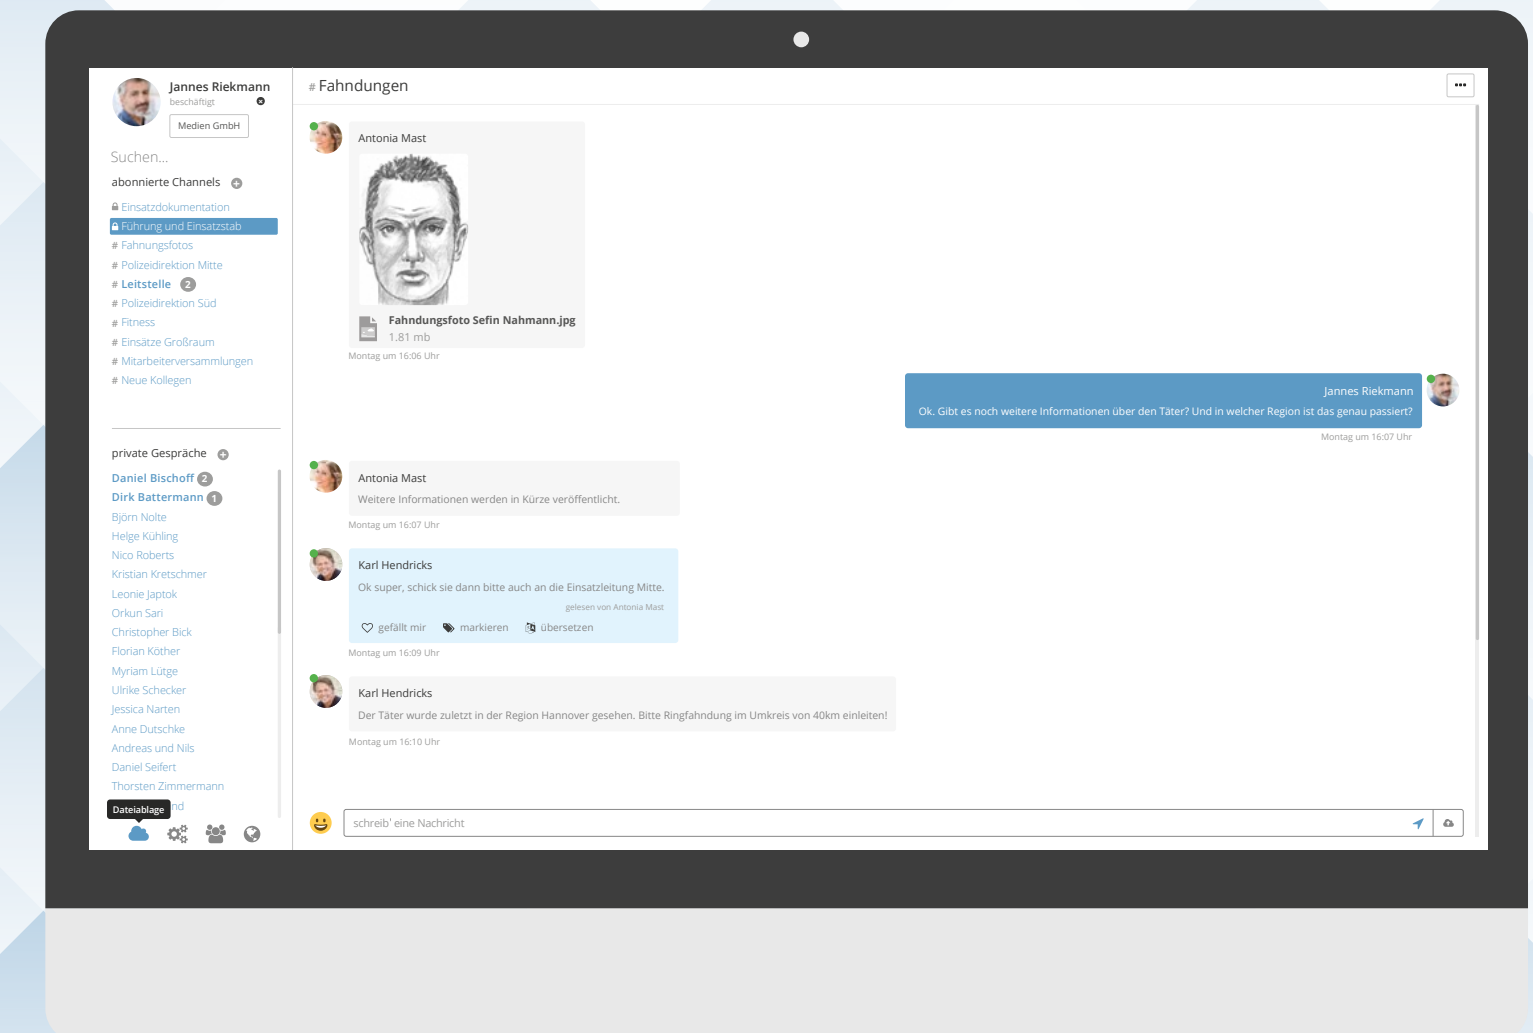 Jannes Riekmann
beschäftigt
Medien GmbH
Suchen...
abonnierte Channels
Einsatzdokumentation
Führung und Einsatzstab
# Fahnungsfotos
# Polizeidirektion Mitte
# Leitstelle 2
# Polizeidirektion Süd
# Fitness
# Einsätze Großraum
# Mitarbeiterversammlungen
# Neue Kollegen
private Gespräche
Daniel Bischoff 2
Dirk Battermann 1
Björn Nolte
Helge Kühling
Nico Roberts
Kristian Kretschmer
Leonie Japtok
Orkun Sari
Christopher Bick
Florian Köther
Myriam Lütge
Ulrike Schecker
Jessica Narten
Anne Dutschke
Andreas und Nils
Daniel Seifert
Thorsten Zimmermann
Dateiablage
# Fahndungen
Antonia Mast
Fahndungsfoto Sefin Nahmann.jpg
1.81 mb
Montag um 16:06 Uhr
Jannes Riekmann
Ok. Gibt es noch weitere Informationen über den Täter? Und in welcher Region ist das genau passiert?
Montag um 16:07 Uhr
Antonia Mast
Weitere Informationen werden in Kürze veröffentlicht.
Montag um 16:07 Uhr
Karl Hendricks
Ok super, schick sie dann bitte auch an die Einsatzleitung Mitte.
gelesen von Antonia Mast
gefällt mir markieren übersetzen
Montag um 16:09 Uhr
Karl Hendricks
Der Täter wurde zuletzt in der Region Hannover gesehen. Bitte Ringfahndung im Umkreis von 40km einleiten!
Montag um 16:10 Uhr
schreib' eine Nachricht